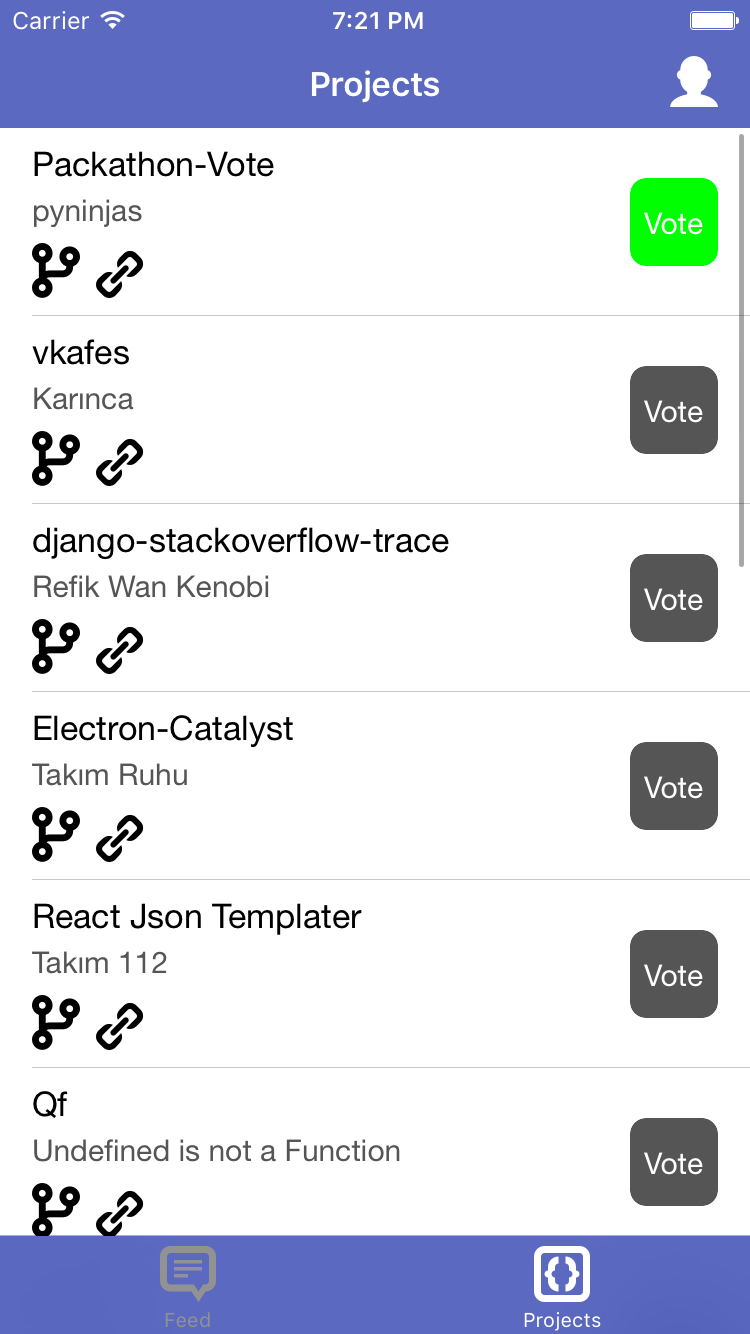 Carrier 7:21 PM
Projects
Packathon-Vote
pyninjas
Vote
vkafes
Karınca
Vote
django-stackoverflow-trace
Refik Wan Kenobi
Vote
Electron-Catalyst
Takım Ruhu
Vote
React Json Templater
Takım 112
Vote
Qf
Undefined is not a Function
Vote
Feed
Projects